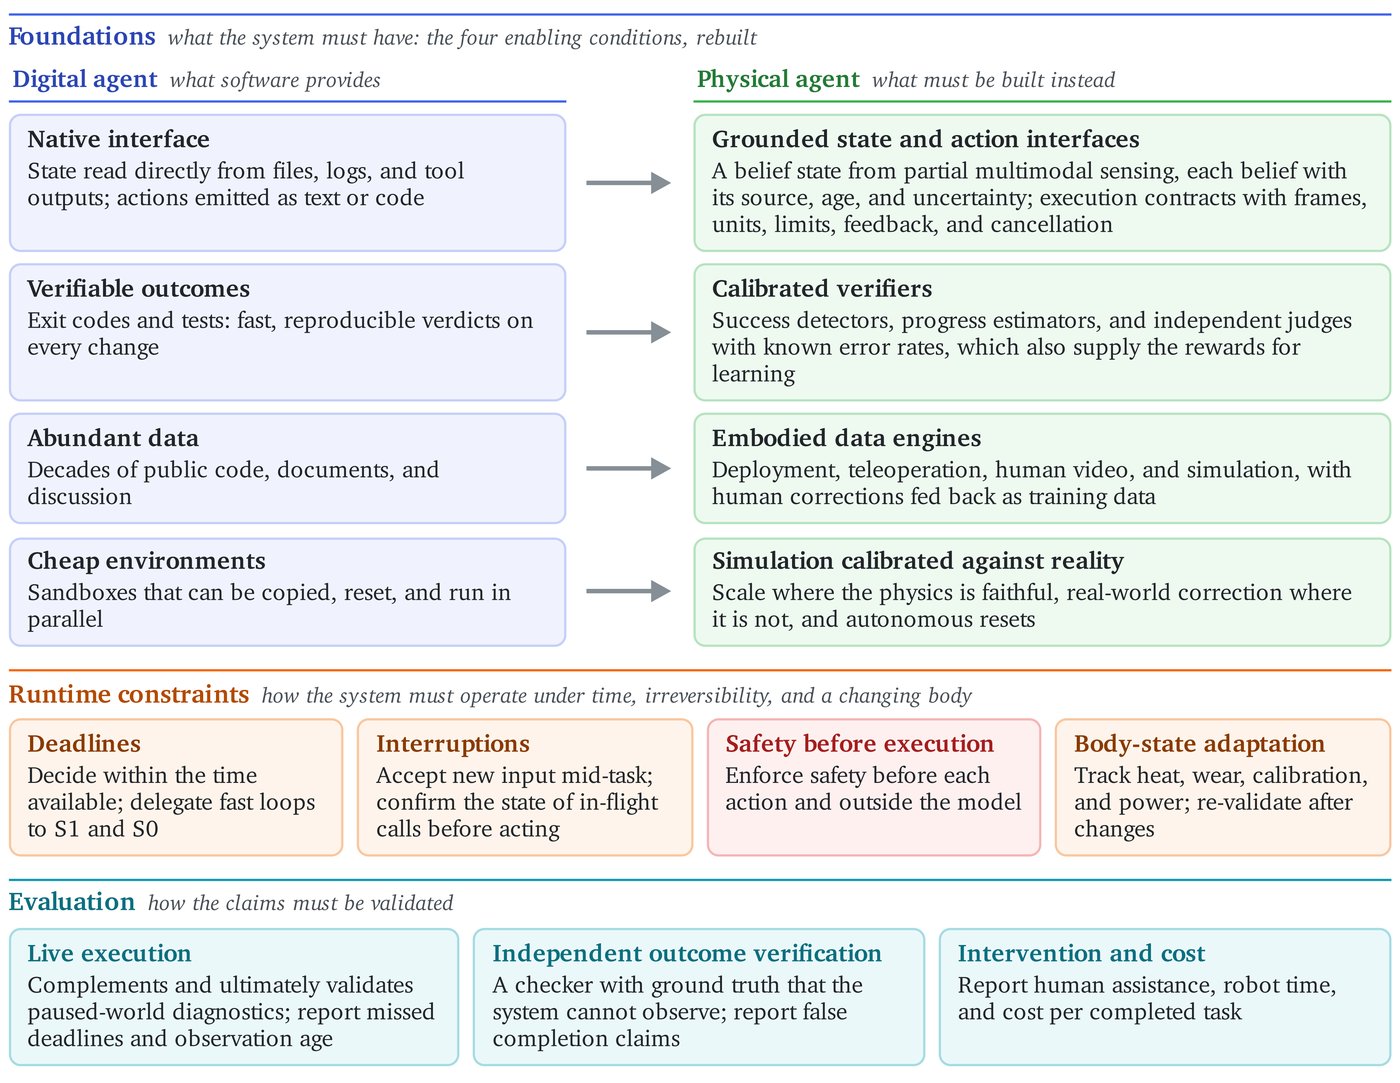 Foundations what the system must have: the four enabling conditions, rebuilt
Digital agent what software provides
Physical agent what must be built instead
Native interface
State read directly from files, logs, and tool
outputs; actions emitted as text or code
Grounded state and action interfaces
A belief state from partial multimodal sensing, each belief with
its source, age, and uncertainty; execution contracts with frames,
units, limits, feedback, and cancellation
Verifiable outcomes
Exit codes and tests: fast, reproducible verdicts on
every change
Calibrated verifiers
Success detectors, progress estimators, and independent judges
with known error rates, which also supply the rewards for
learning
Abundant data
Decades of public code, documents, and
discussion
Embodied data engines
Deployment, teleoperation, human video, and simulation, with
human corrections fed back as training data
Cheap environments
Sandboxes that can be copied, reset, and run in
parallel
Simulation calibrated against reality
Scale where the physics is faithful, real-world correction where
it is not, and autonomous resets
Runtime constraints how the system must operate under time, irreversibility, and a changing body
Deadlines
Decide within the time
available; delegate fast loops
to S1 and S0
Interruptions
Accept new input mid-task;
confirm the state of in-flight
calls before acting
Safety before execution
Enforce safety before each
action and outside the model
Body-state adaptation
Track heat, wear, calibration,
and power; re-validate after
changes
Evaluation how the claims must be validated
Live execution
Complements and ultimately validates
paused-world diagnostics; report missed
deadlines and observation age
Independent outcome verification
A checker with ground truth that the
system cannot observe; report false
completion claims
Intervention and cost
Report human assistance, robot time,
and cost per completed task